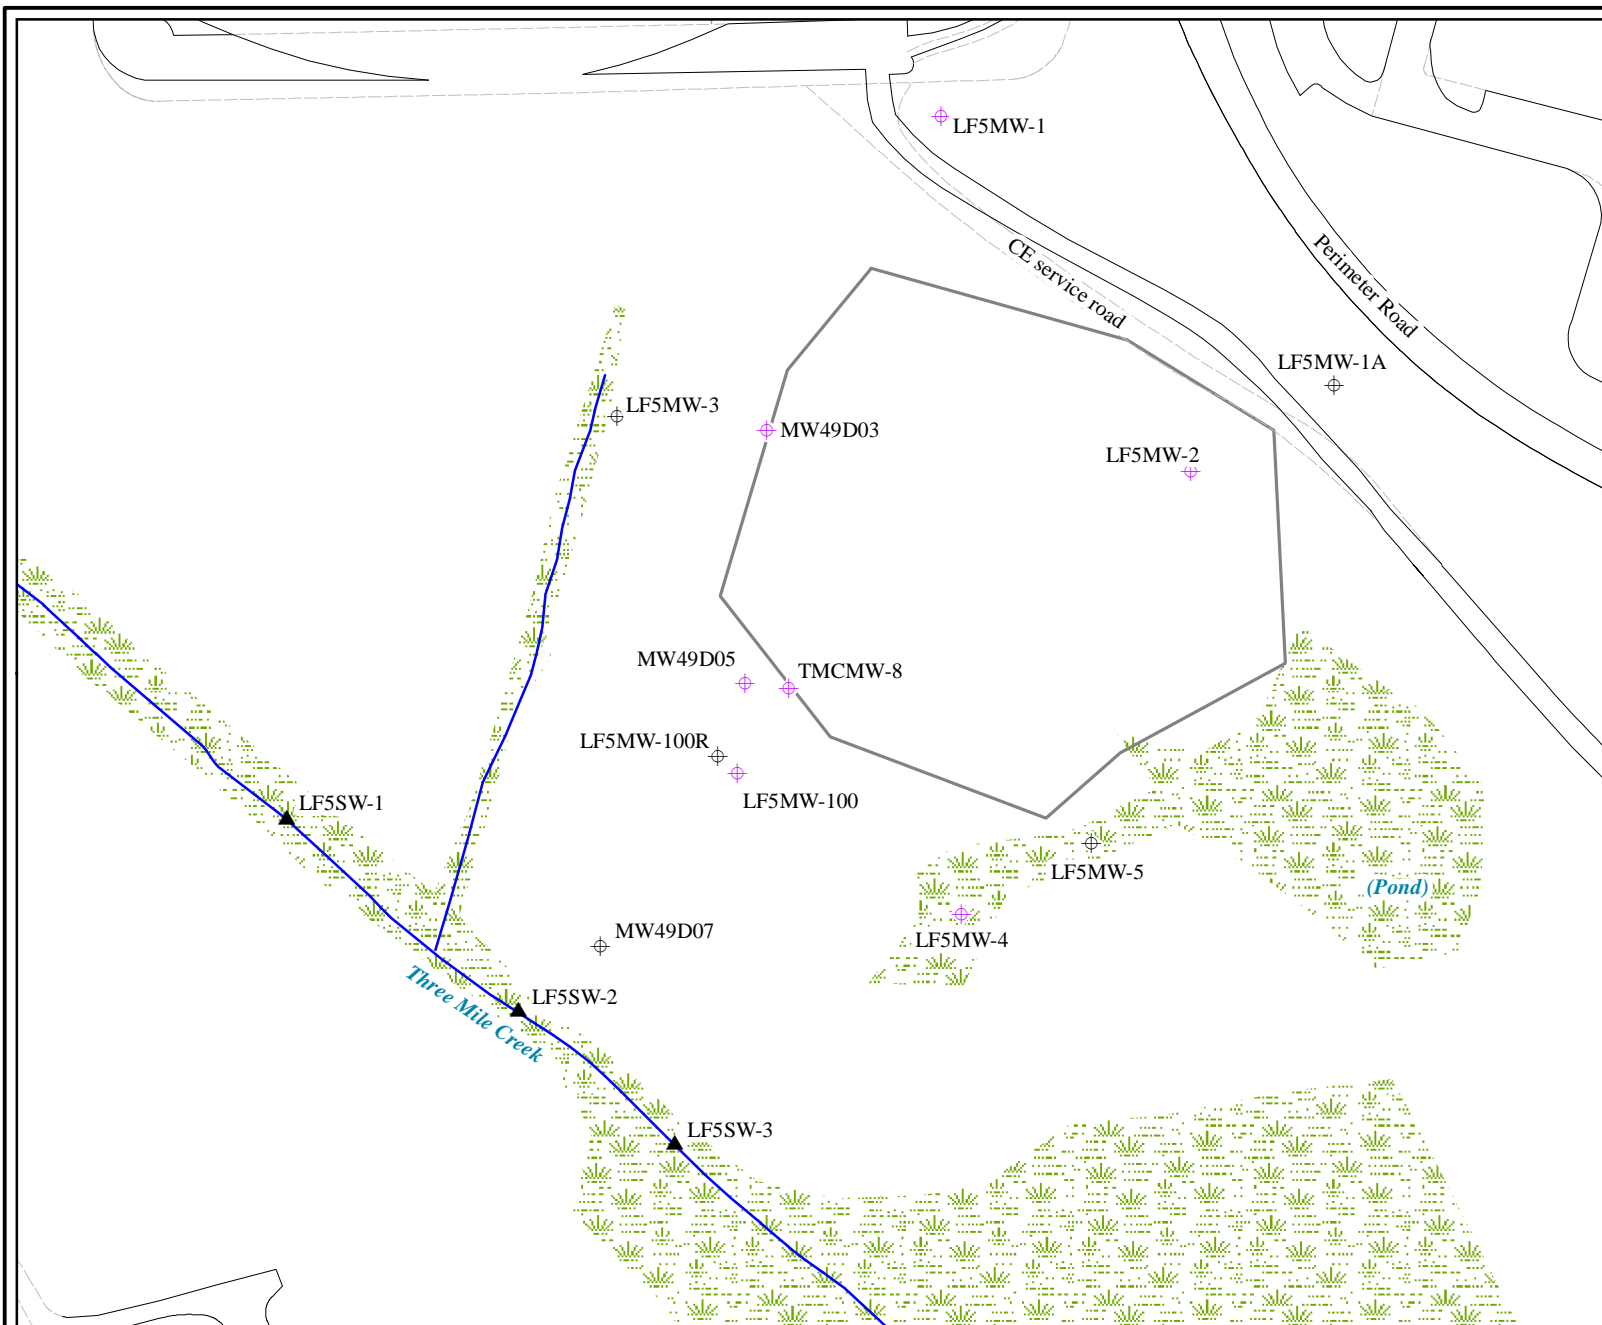 LF5MW-1
CE service road
Perimeter Road
LF5MW-1A
LF5MW-3
MW49D03
LF5MW-2
MW49D05
TMCMW-8
LF5MW-100R
LF5MW-100
LF5SW-1
LF5MW-5
(Pond)
MW49D07
LF5MW-4
Three Mile Creek
LF5SW-2
LF5SW-3